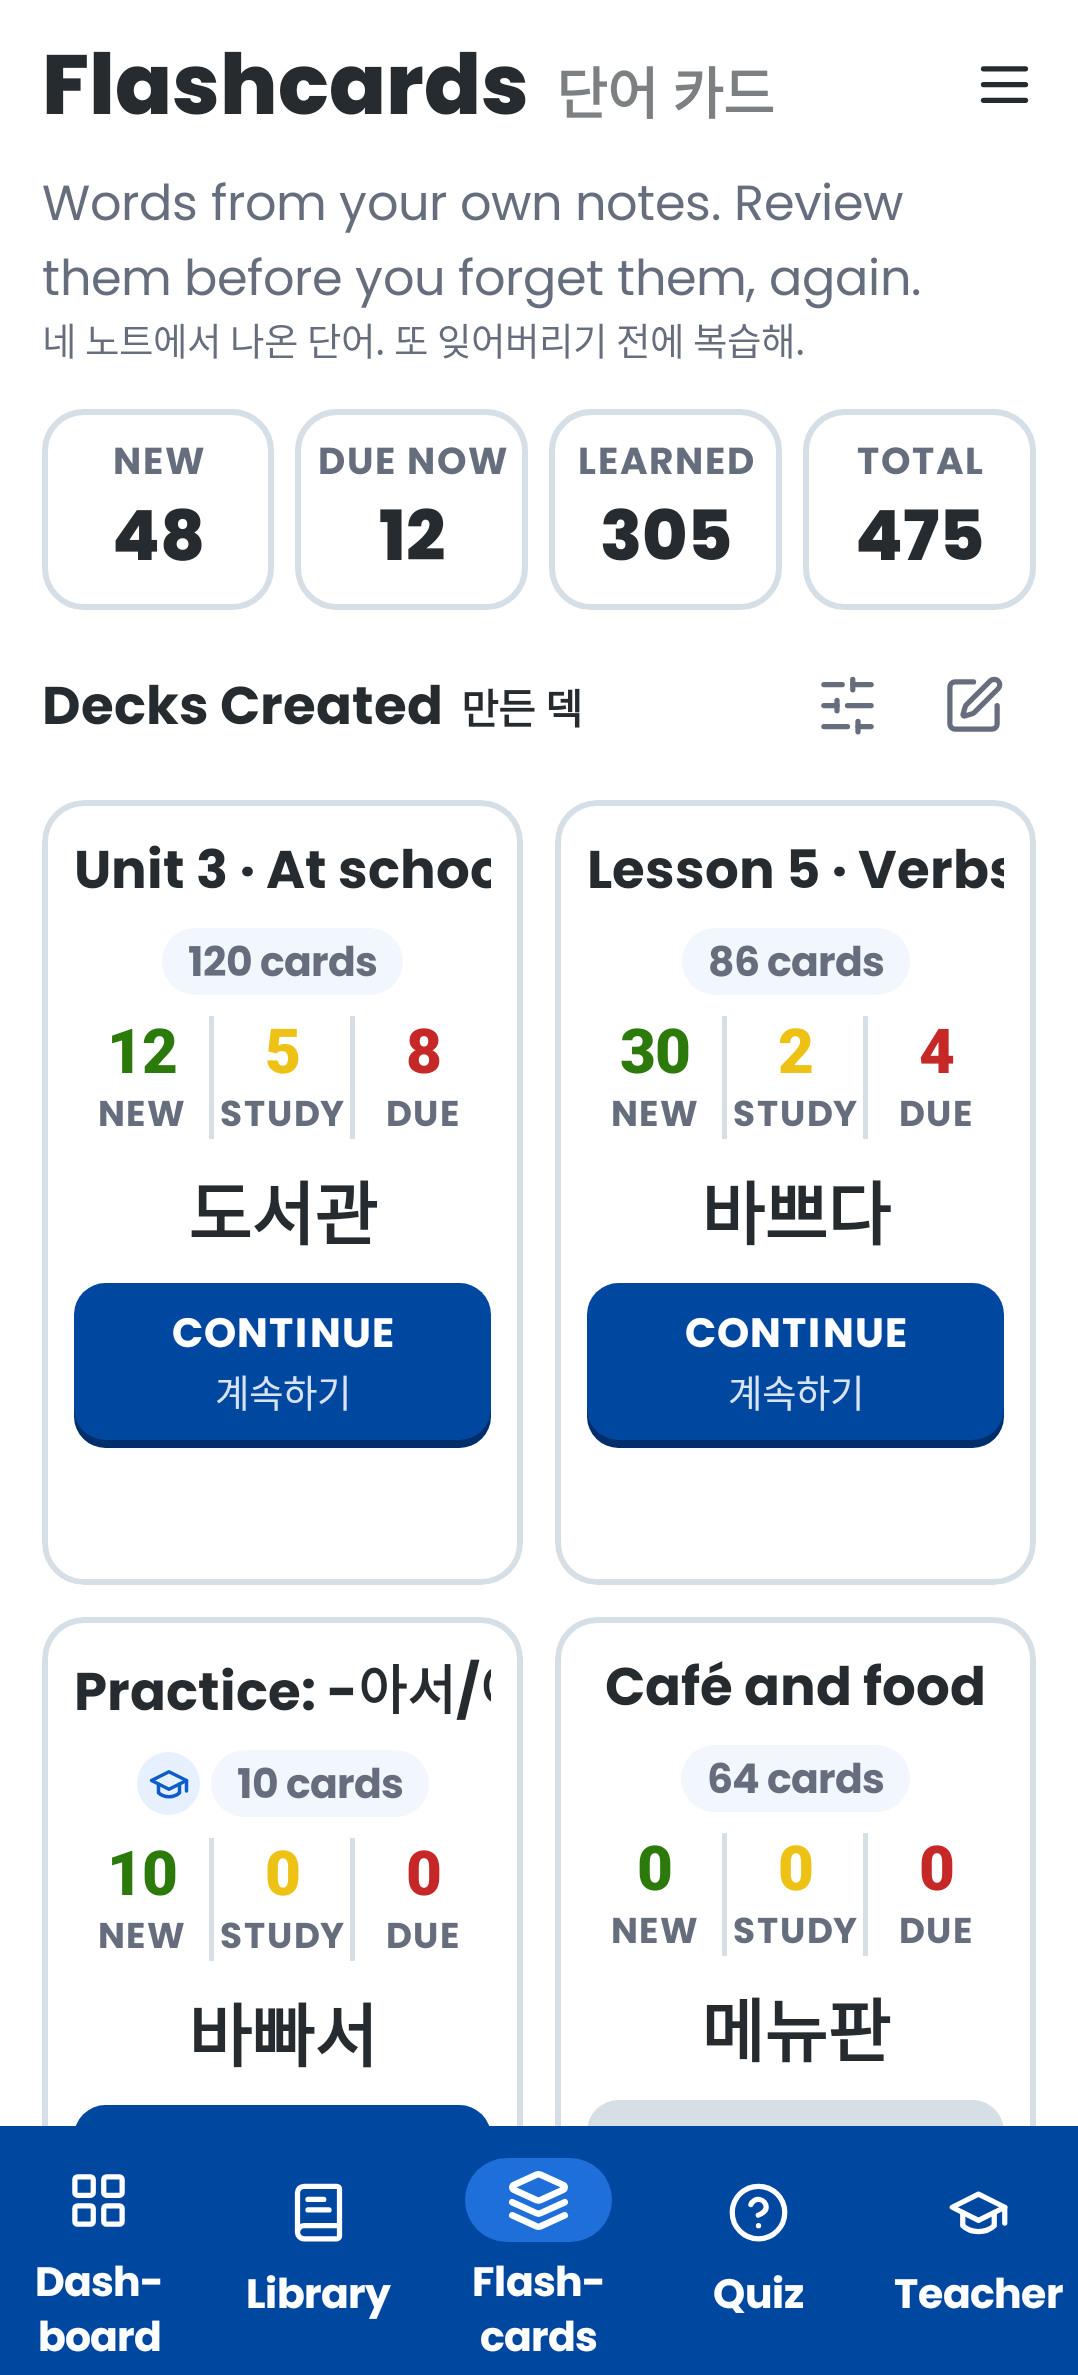 Flashcards 단어 카드
Words from your own notes. Review
them before you forget them, again.
네 노트에서 나온 단어. 또 잊어버리기 전에 복습해.
NEW
48
DUE NOW
12
LEARNED
305
TOTAL
475
Decks Created 만든 덱
Unit 3 · At schoo
120 cards
12 5 8
NEW STUDY DUE
도서관
CONTINUE
계속하기
Lesson 5 · Verbs
86 cards
30 2 4
NEW STUDY DUE
바쁘다
CONTINUE
계속하기
Practice: -아서/
10 cards
10 0 0
NEW STUDY DUE
바빠서
Café and food
64 cards
0 0 0
NEW STUDY DUE
메뉴판
Dash-
board
Library
Flash-
cards
Quiz
Teacher